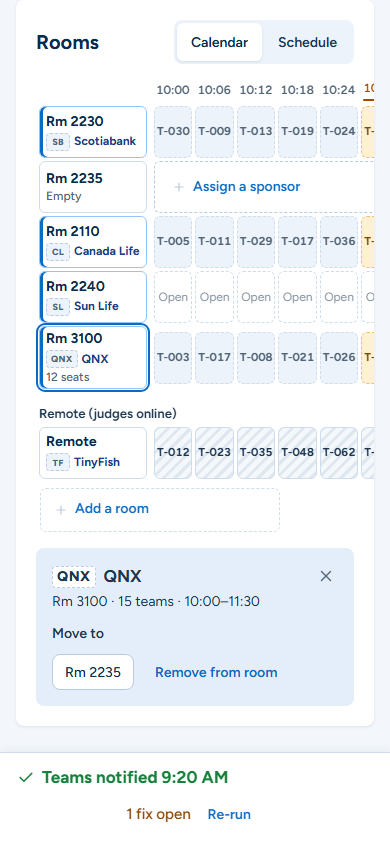 Rooms
Calendar Schedule
10:00 10:06 10:12 10:18 10:24
Rm 2230
SB Scotiabank
T-030 T-009 T-013 T-019 T-024
Rm 2235
Empty
+ Assign a sponsor
Rm 2110
CL Canada Life
T-005 T-011 T-029 T-017 T-036
Rm 2240
SL Sun Life
Open Open Open Open Open
Rm 3100
QNX QNX
12 seats
T-003 T-017 T-008 T-021 T-026
Remote (judges online)
Remote
TF TinyFish
T-012 T-023 T-035 T-048 T-062
+ Add a room
QNX QNX
Rm 3100 · 15 teams · 10:00–11:30
Move to
Rm 2235 Remove from room
Teams notified 9:20 AM
1 fix open Re-run